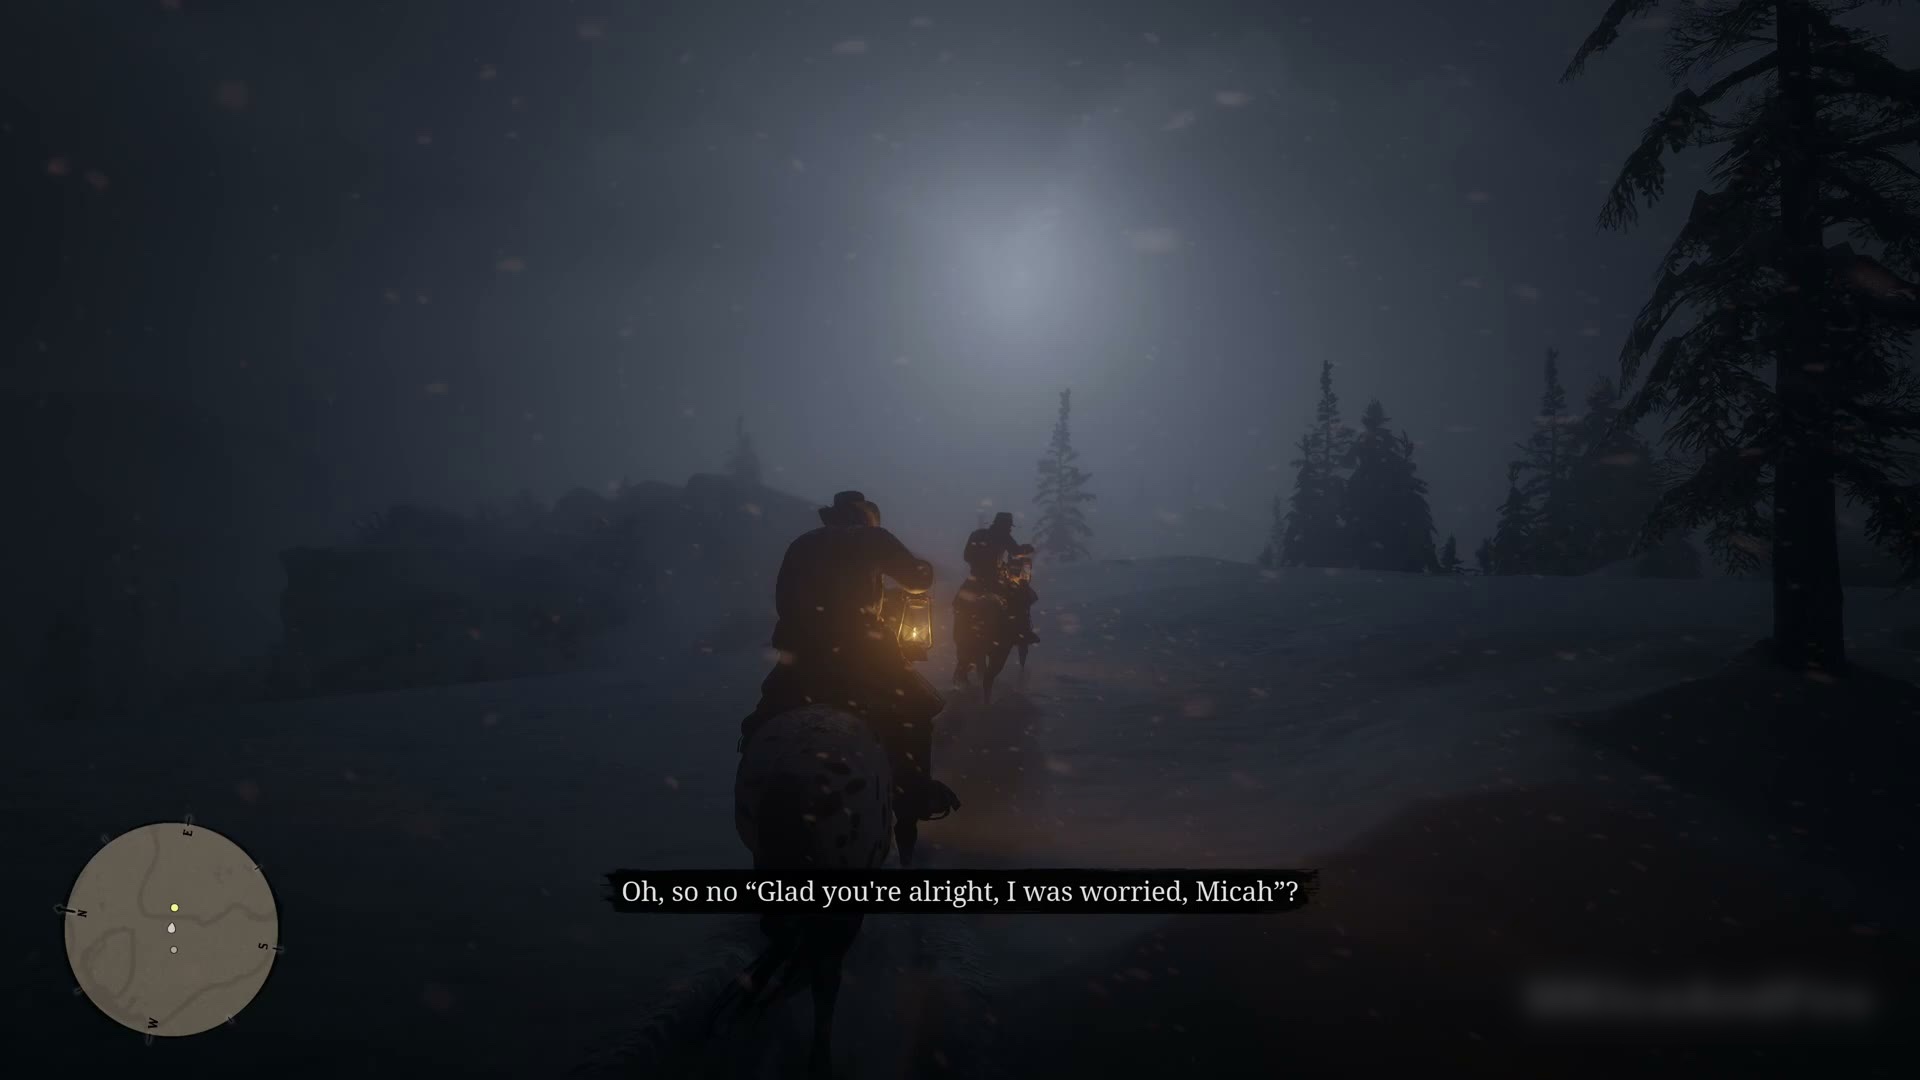 Oh, so no “Glad you're alright, I was worried, Micah”?
E
N
S
W